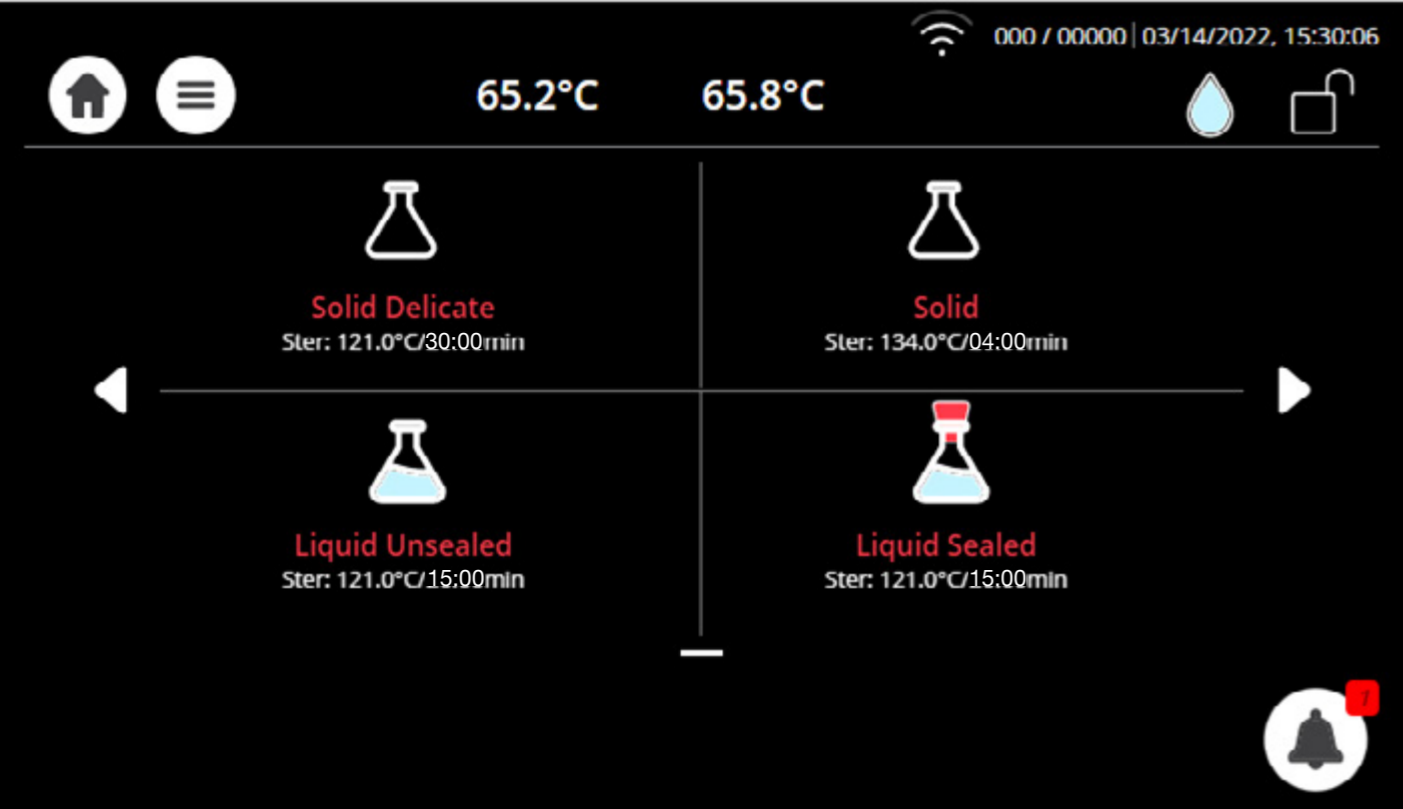 000 / 00000 | 03/14/2022, 15:30:06
65.2°C 65.8°C
Solid Delicate
Ster: 121.0°C/30:00min
Solid
Ster: 134.0°C/04:00min
Liquid Unsealed
Ster: 121.0°C/15:00min
Liquid Sealed
Ster: 121.0°C/15:00min
1